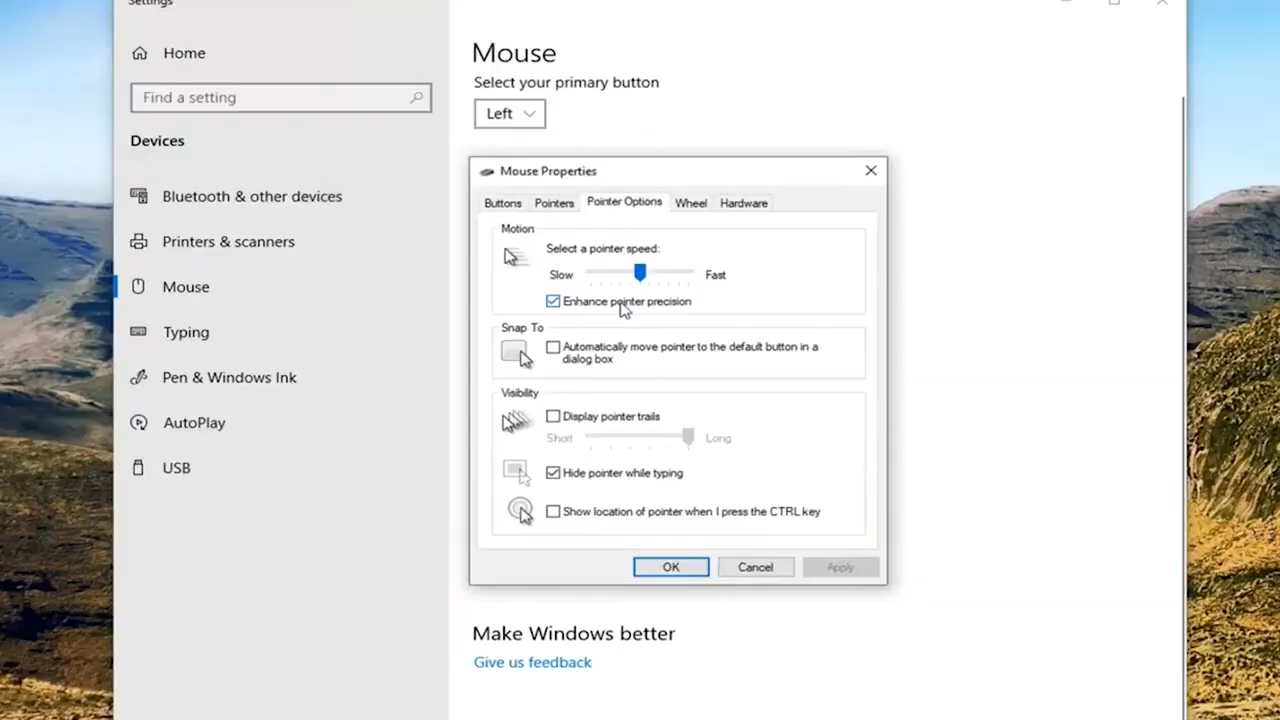 Settings
Home
Find a setting
Devices
Bluetooth & other devices
Printers & scanners
Mouse
Typing
Pen & Windows Ink
AutoPlay
USB
Mouse
Select your primary button
Left
Mouse Properties
Buttons Pointers Pointer Options Wheel Hardware
Motion
Select a pointer speed:
Slow Fast
Enhance pointer precision
Snap To
Automatically move pointer to the default button in a
dialog box
Visibility
Display pointer trails
Short Long
Hide pointer while typing
Show location of pointer when I press the CTRL key
OK Cancel Apply
Make Windows better
Give us feedback